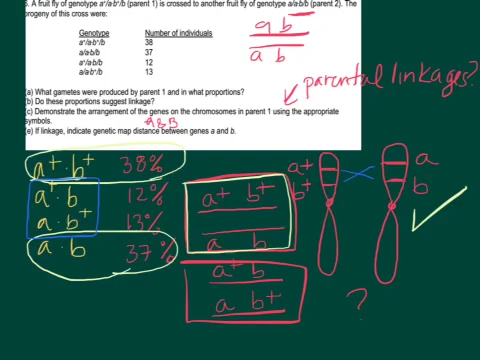 5. A fruit fly of genotype a⁺/a·b⁺/b (parent 1) is crossed to another fruit fly of genotype a/a·b/b (parent 2). The
progeny of this cross were:
Genotype Number of individuals
a⁺/a·b⁺/b 38
a/a·b/b 37
a⁺/a·b/b 12
a/a·b⁺/b 13
(a) What gametes were produced by parent 1 and in what proportions?
(b) Do these proportions suggest linkage?
(c) Demonstrate the arrangement of the genes on the chromosomes in parent 1 using the appropriate
symbols.
(e) If linkage, indicate genetic map distance between genes a and b.
a b
a b
parental linkages?
a&B
a⁺ · b⁺ 38%
a⁺ · b 12%
a · b⁺ 13%
a · b 37%
a⁺ b⁺
a b
a⁺ b
a b⁺
a⁺
b⁺
a
b
?